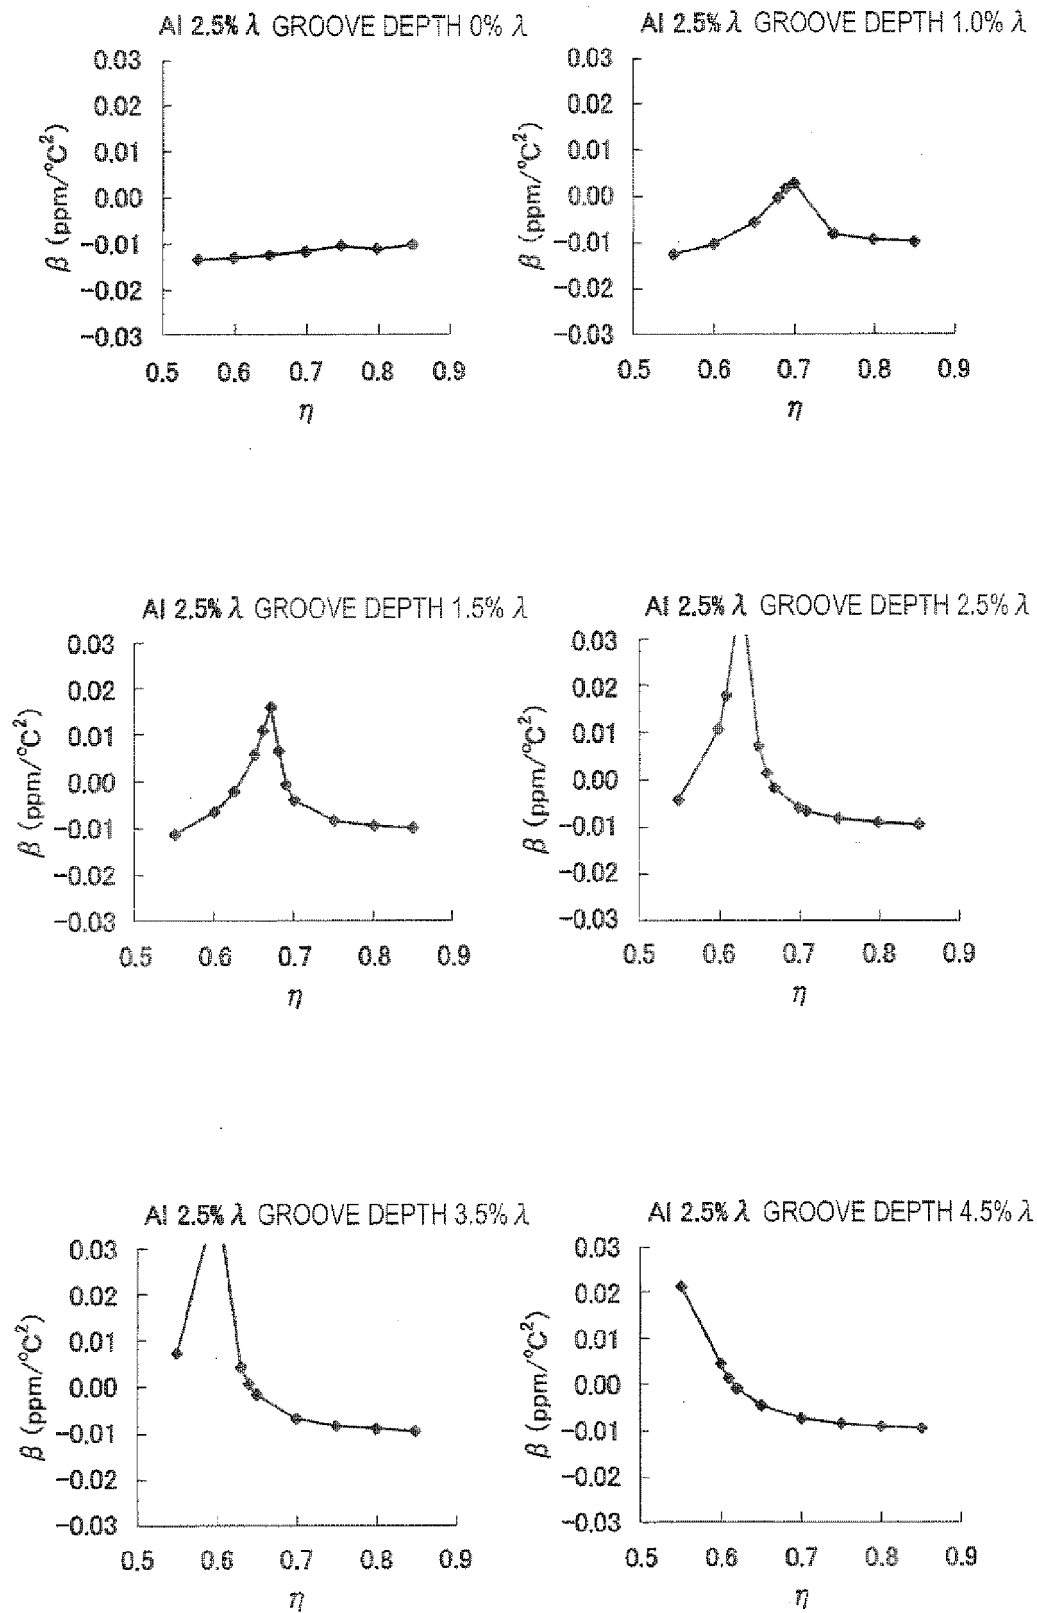 Al 2.5% λ GROOVE DEPTH 0% λ
0.03
0.02
0.01
0.00
−0.01
−0.02
−0.03
β (ppm/°C²)
0.5 0.6 0.7 0.8 0.9
η
Al 2.5% λ GROOVE DEPTH 1.0% λ
0.03
0.02
0.01
0.00
−0.01
−0.02
−0.03
β (ppm/°C²)
0.5 0.6 0.7 0.8 0.9
η
Al 2.5% λ GROOVE DEPTH 1.5% λ
0.03
0.02
0.01
0.00
−0.01
−0.02
−0.03
β (ppm/°C²)
0.5 0.6 0.7 0.8 0.9
η
Al 2.5% λ GROOVE DEPTH 2.5% λ
0.03
0.02
0.01
0.00
−0.01
−0.02
−0.03
β (ppm/°C²)
0.5 0.6 0.7 0.8 0.9
η
Al 2.5% λ GROOVE DEPTH 3.5% λ
0.03
0.02
0.01
0.00
−0.01
−0.02
−0.03
β (ppm/°C²)
0.5 0.6 0.7 0.8 0.9
η
Al 2.5% λ GROOVE DEPTH 4.5% λ
0.03
0.02
0.01
0.00
−0.01
−0.02
−0.03
β (ppm/°C²)
0.5 0.6 0.7 0.8 0.9
η